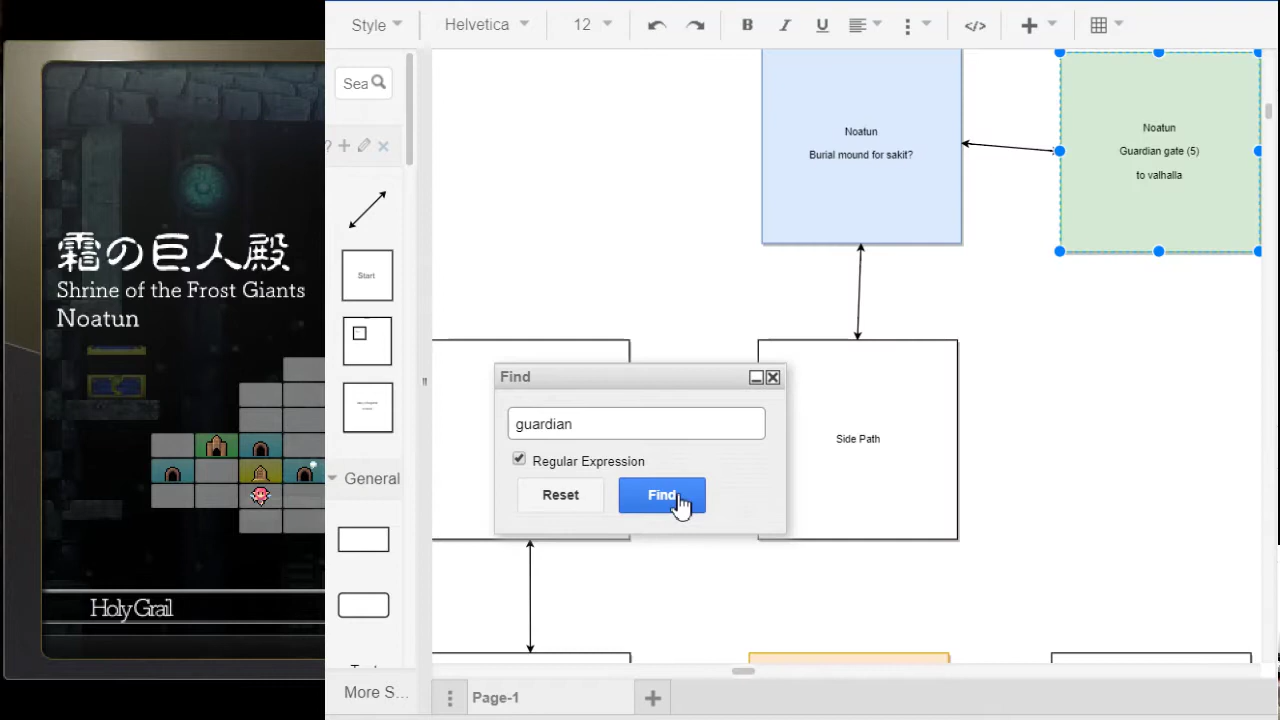 Style
Helvetica
12
B
I
U
</>
Sea
?
Start
General
More S...
霜の巨人殿
Shrine of the Frost Giants
Noatun
Holy Grail
Noatun
Burial mound for sakit?
Noatun
Guardian gate (5)
to valhalla
Find
guardian
Regular Expression
Reset
Find
Side Path
Page-1